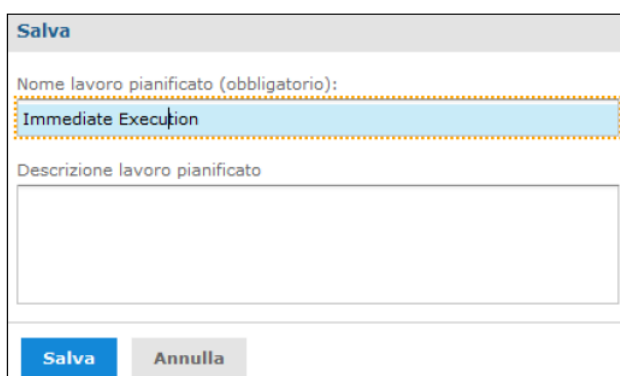 Salva
Nome lavoro pianificato (obbligatorio):
Immediate Execution
Descrizione lavoro pianificato
Salva Annulla